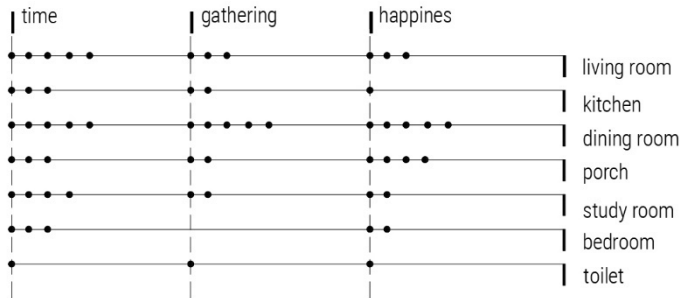 time
gathering
happines
living room
kitchen
dining room
porch
study room
bedroom
toilet